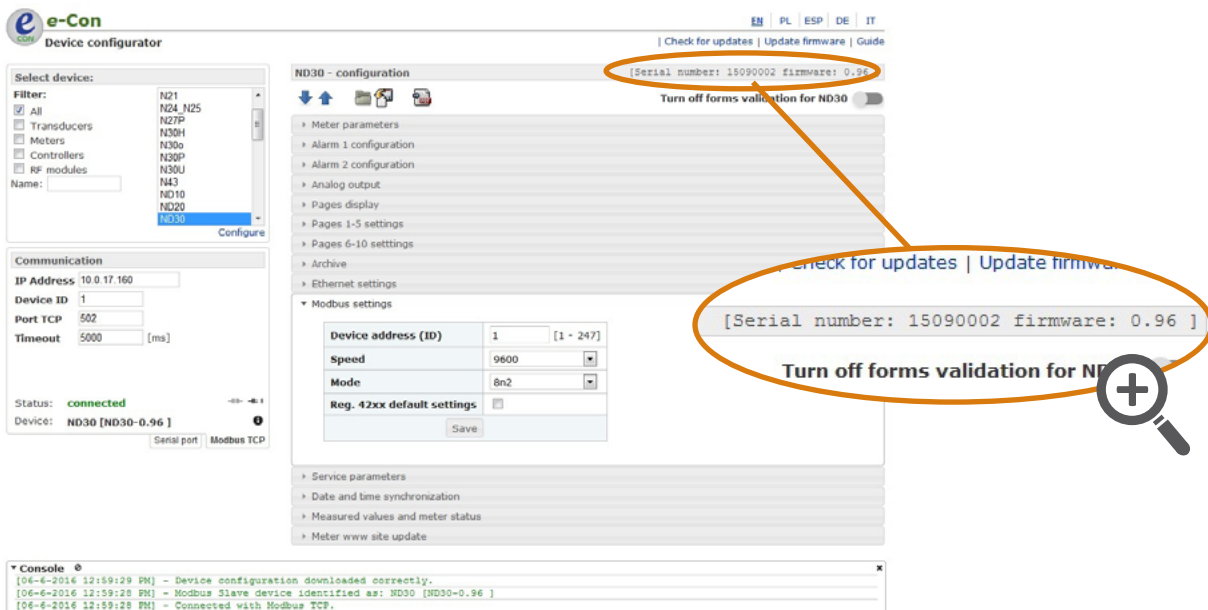 e-Con
Device configurator
EN | PL | ESP | DE | IT
| Check for updates | Update firmware | Guide
Select device:
Filter:
All
Transducers
Meters
Controllers
RF modules
Name:
N21
N24_N25
N27P
N30H
N30o
N30P
N30U
N43
ND10
ND20
ND30
Configure
Communication
IP Address 10.0.17.160
Device ID 1
Port TCP 502
Timeout 5000 [ms]
Status: connected
Device: ND30 [ND30-0.96 ]
Serial port Modbus TCP
ND30 - configuration
[Serial number: 15090002 firmware: 0.96 ]
Turn off forms validation for ND30
Meter parameters
Alarm 1 configuration
Alarm 2 configuration
Analog output
Pages display
Pages 1-5 settings
Pages 6-10 setttings
Archive
Ethernet settings
Modbus settings
Device address (ID) 1 [1 - 247]
Speed 9600
Mode 8n2
Reg. 42xx default settings
Save
Service parameters
Date and time synchronization
Measured values and meter status
Meter www site update
Check for updates | Update firmwa
[Serial number: 15090002 firmware: 0.96 ]
Turn off forms validation for ND
Console
[06-6-2016 12:59:29 PM] - Device configuration downloaded correctly.
[06-6-2016 12:59:28 PM] - Modbus Slave device identified as: ND30 [ND30-0.96 ]
[06-6-2016 12:59:28 PM] - Connected with Modbus TCP.